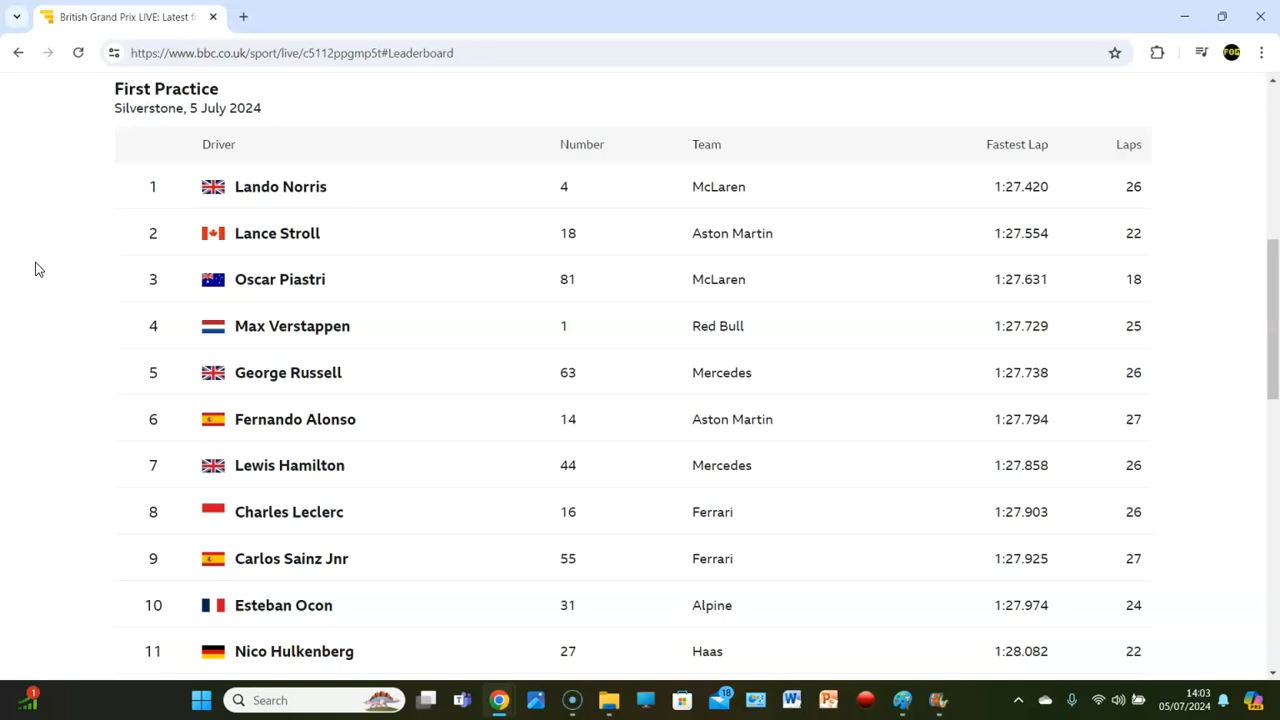 British Grand Prix LIVE: Latest f
https://www.bbc.co.uk/sport/live/c5112ppgmp5t#Leaderboard
First Practice
Silverstone, 5 July 2024
Driver Number Team Fastest Lap Laps
1 Lando Norris 4 McLaren 1:27.420 26
2 Lance Stroll 18 Aston Martin 1:27.554 22
3 Oscar Piastri 81 McLaren 1:27.631 18
4 Max Verstappen 1 Red Bull 1:27.729 25
5 George Russell 63 Mercedes 1:27.738 26
6 Fernando Alonso 14 Aston Martin 1:27.794 27
7 Lewis Hamilton 44 Mercedes 1:27.858 26
8 Charles Leclerc 16 Ferrari 1:27.903 26
9 Carlos Sainz Jnr 55 Ferrari 1:27.925 27
10 Esteban Ocon 31 Alpine 1:27.974 24
11 Nico Hulkenberg 27 Haas 1:28.082 22
1 Search 18 14:03
05/07/2024